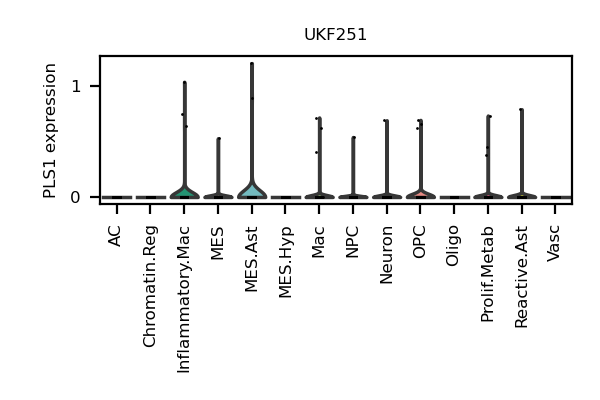 UKF251
PLS1 expression
1
0
AC
Chromatin.Reg
Inflammatory.Mac
MES
MES.Ast
MES.Hyp
Mac
NPC
Neuron
OPC
Oligo
Prolif.Metab
Reactive.Ast
Vasc